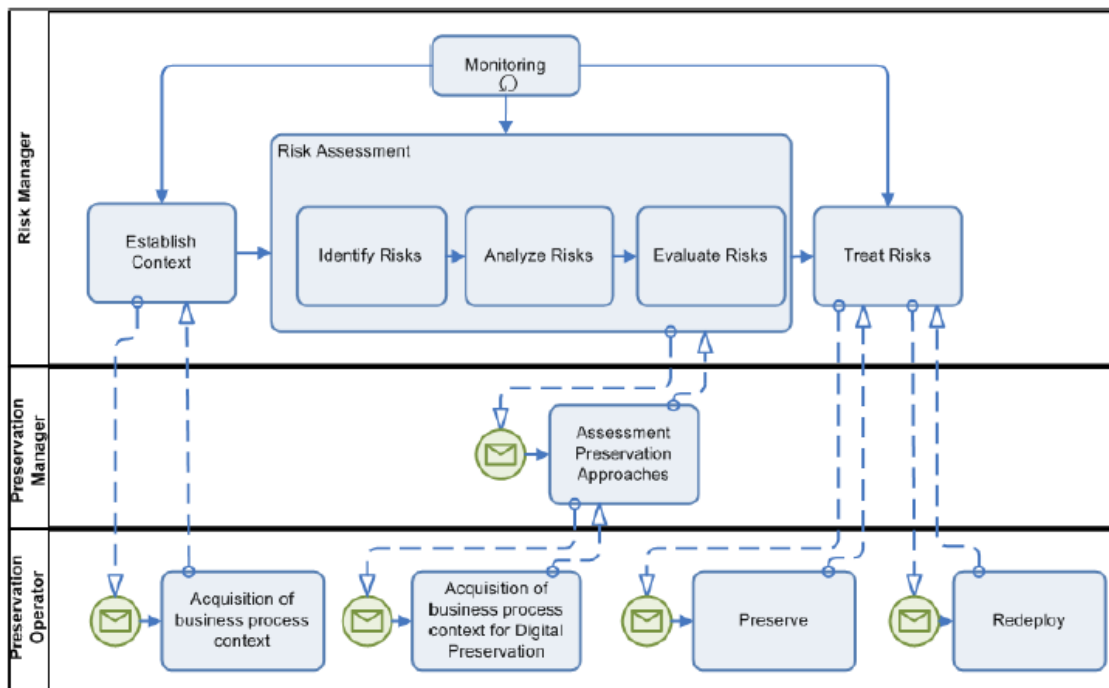 Risk Manager
Monitoring
Risk Assessment
Establish
Context
Identify Risks
Analyze Risks
Evaluate Risks
Treat Risks
Preservation
Manager
Assessment
Preservation
Approaches
Preservation
Operator
Acquisition of
business process
context
Acquisition of
business process
context for Digital
Preservation
Preserve
Redeploy